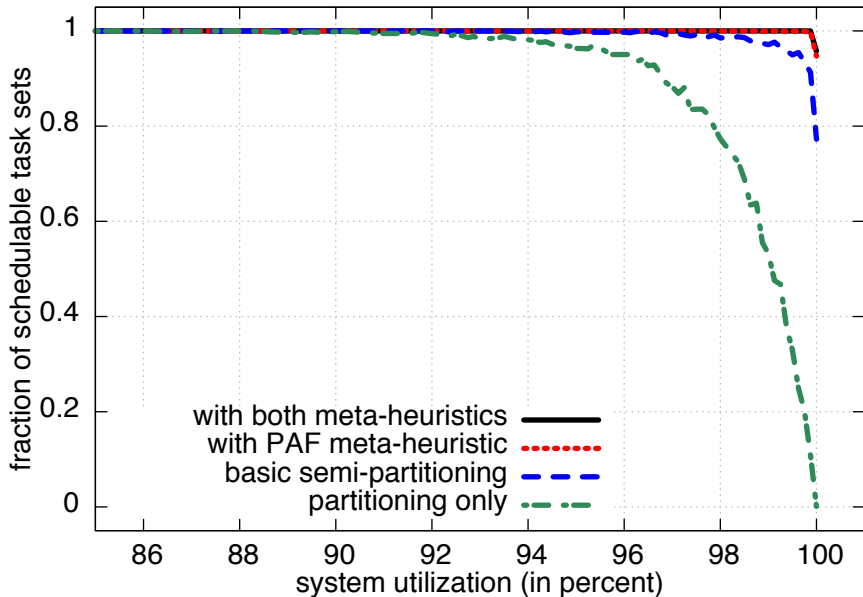 1
0.8
0.6
0.4
0.2
0
fraction of schedulable task sets
with both meta-heuristics
with PAF meta-heuristic
basic semi-partitioning
partitioning only
86 88 90 92 94 96 98 100
system utilization (in percent)